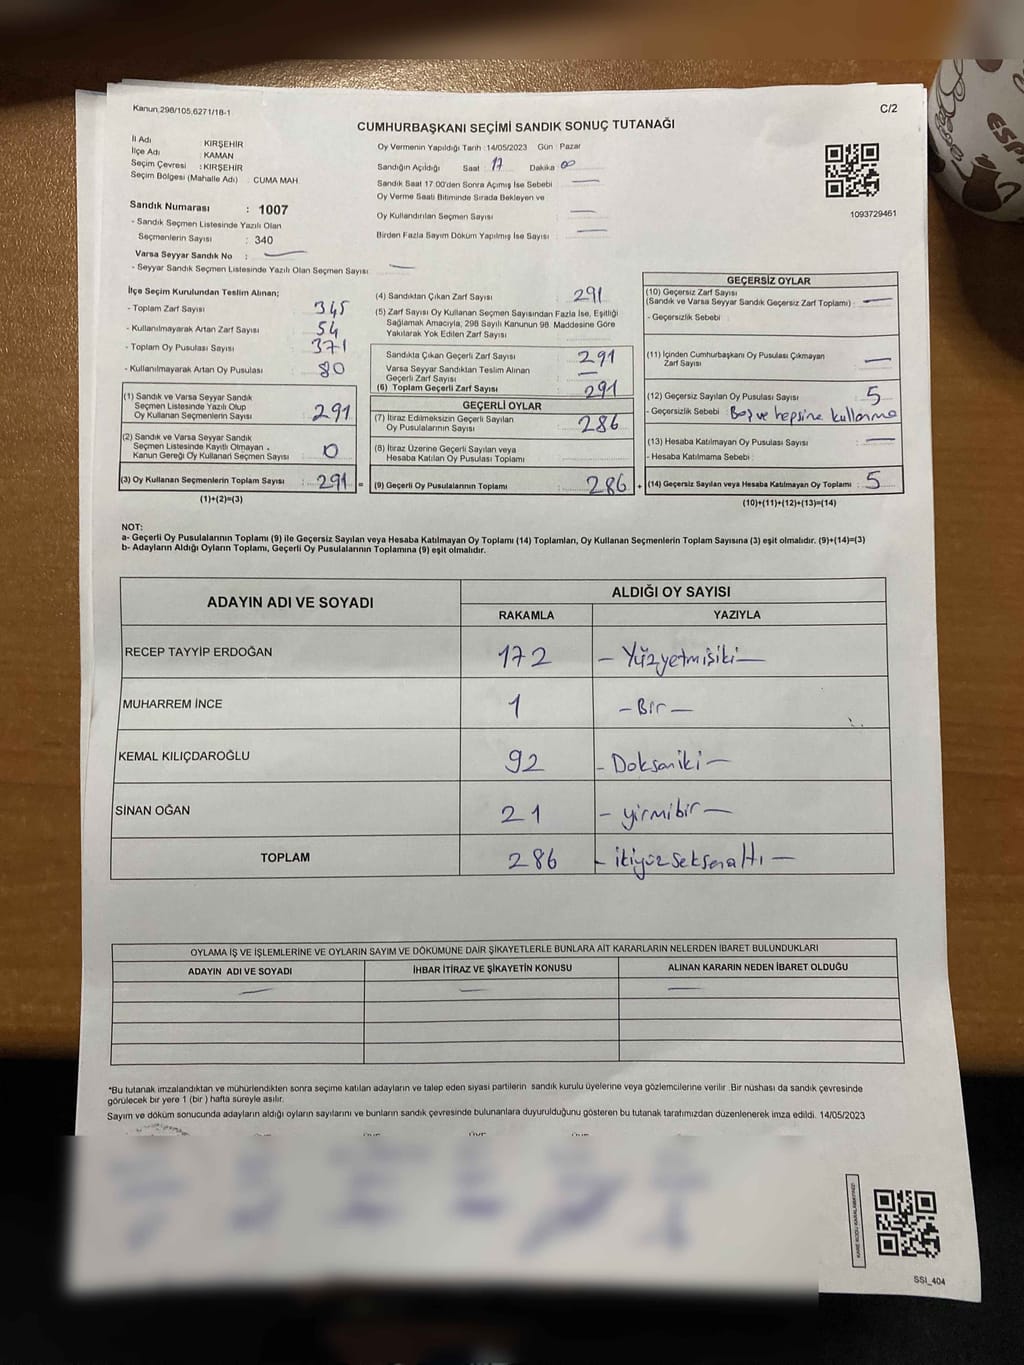 Kanun 298/105,6271/18-1
C/2
CUMHURBAŞKANI SEÇİMİ SANDIK SONUÇ TUTANAĞI
İl Adı : KIRŞEHİR
İlçe Adı : KAMAN
Seçim Çevresi : KIRŞEHİR
Seçim Bölgesi (Mahalle Adı) : CUMA MAH
Sandık Numarası : 1007
- Sandık Seçmen Listesinde Yazılı Olan
Seçmenlerin Sayısı : 340
Varsa Seyyar Sandık No : —
- Seyyar Sandık Seçmen Listesinde Yazılı Olan Seçmen Sayısı —
Oy Vermenin Yapıldığı Tarih : 14/05/2023 Gün : Pazar
Sandığın Açıldığı Saat : 17 Dakika : 00
Sandık Saat 17:00'den Sonra Açımış İse Sebebi —
Oy Verme Saati Bitiminde Sırada Bekleyen ve
Oy Kullandırılan Seçmen Sayısı : —
Birden Fazla Sayım Döküm Yapılmış İse Sayısı : —
1093729461
İlçe Seçim Kurulundan Teslim Alınan;
- Toplam Zarf Sayısı : 345
- Kullanılmayarak Artan Zarf Sayısı : 54
- Toplam Oy Pusulası Sayısı : 371
- Kullanılmayarak Artan Oy Pusulası : 80
(1) Sandık ve Varsa Seyyar Sandık
Seçmen Listesinde Yazılı Olup
Oy Kullanan Seçmenlerin Sayısı : 291
(2) Sandık ve Varsa Seyyar Sandık
Seçmen Listesinde Kayıtlı Olmayan
Kanun Gereği Oy Kullanan Seçmen Sayısı : 0
(3) Oy Kullanan Seçmenlerin Toplam Sayısı : 291 =
(1)+(2)=(3)
(4) Sandıktan Çıkan Zarf Sayısı : 291
(5) Zarf Sayısı Oy Kullanan Seçmen Sayısından Fazla İse, Eşitliği
Sağlamak Amacıyla, 298 Sayılı Kanunun 98. Maddesine Göre
Yakılarak Yok Edilen Zarf Sayısı
Sandıkta Çıkan Geçerli Zarf Sayısı : 291
Varsa Seyyar Sandıktan Teslim Alınan
Geçerli Zarf Sayısı —
(6) Toplam Geçerli Zarf Sayısı 291
GEÇERLİ OYLAR
(7) İtiraz Edilmeksizin Geçerli Sayılan
Oy Pusulalarının Sayısı : 286
(8) İtiraz Üzerine Geçerli Sayılan veya
Hesaba Katılan Oy Pusulası Toplamı
(9) Geçerli Oy Pusulalarının Toplamı : 286 +
GEÇERSİZ OYLAR
(10) Geçersiz Zarf Sayısı
(Sandık ve Varsa Seyyar Sandık Geçersiz Zarf Toplamı) : —
- Geçersizlik Sebebi
(11) İçinden Cumhurbaşkanı Oy Pusulası Çıkmayan
Zarf Sayısı : —
(12) Geçersiz Sayılan Oy Pusulası Sayısı : 5
- Geçersizlik Sebebi : Boş ve hepsine kullanma
(13) Hesaba Katılmayan Oy Pusulası Sayısı : —
- Hesaba Katılmama Sebebi :
(14) Geçersiz Sayılan veya Hesaba Katılmayan Oy Toplamı : 5
(10)+(11)+(12)+(13)=(14)
NOT:
a- Geçerli Oy Pusulalarının Toplamı (9) ile Geçersiz Sayılan veya Hesaba Katılmayan Oy Toplamı (14) Toplamları, Oy Kullanan Seçmenlerin Toplam Sayısına (3) eşit olmalıdır. (9)+(14)=(3)
b- Adayların Aldığı Oyların Toplamı, Geçerli Oy Pusulalarının Toplamına (9) eşit olmalıdır.
ADAYIN ADI VE SOYADI ALDIĞI OY SAYISI
RAKAMLA YAZIYLA
RECEP TAYYİP ERDOĞAN 172 – Yüzyetmişiki —
MUHARREM İNCE 1 – Bir —
KEMAL KILIÇDAROĞLU 92 – Doksaniki —
SİNAN OĞAN 21 – yirmibir —
TOPLAM 286 – ikiyüzseksenaltı —
OYLAMA İŞ VE İŞLEMLERİNE VE OYLARIN SAYIM VE DÖKÜMÜNE DAİR ŞİKAYETLERLE BUNLARA AİT KARARLARIN NELERDEN İBARET BULUNDUKLARI
ADAYIN ADI VE SOYADI İHBAR İTİRAZ VE ŞİKAYETİN KONUSU ALINAN KARARIN NEDEN İBARET OLDUĞU
— — —
*Bu tutanak imzalandıktan ve mühürlendikten sonra seçime katılan adayların ve talep eden siyasi partilerin sandık kurulu üyelerine veya gözlemcilerine verilir .Bir nüshası da sandık çevresinde
görülecek bir yere 1 (bir ) hafta süreyle asılır.
Sayım ve döküm sonucunda adayların aldığı oyların sayılarını ve bunların sandık çevresinde bulunanlara duyurulduğunu gösteren bu tutanak tarafımızdan düzenlenerek imza edildi. 14/05/2023
KARE KODU KARALAMAYINIZ!
SSI_404